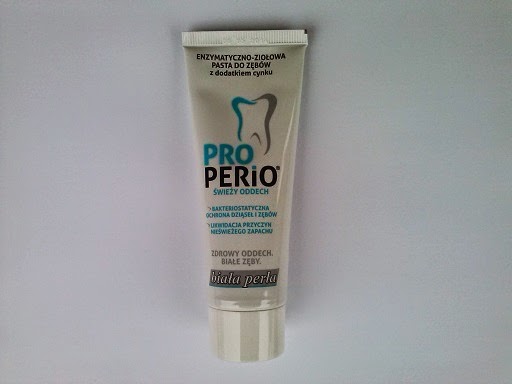 ENZYMATYCZNO-ZIOŁOWA
PASTA DO ZĘBÓW
z dodatkiem cynku
PRO
PERiO®
ŚWIEŻY ODDECH
BAKTERIOSTATYCZNA
OCHRONA DZIĄSEŁ I ZĘBÓW
LIKWIDACJA PRZYCZYN
NIEŚWIEŻEGO ZAPACHU
ZDROWY ODDECH.
BIAŁE ZĘBY.
biała perła